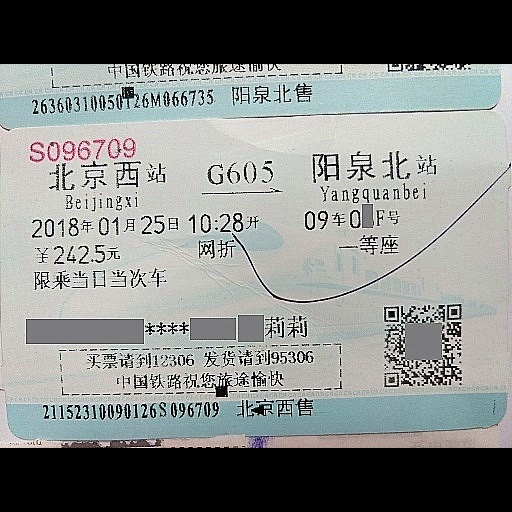 中国铁路祝您旅途愉快
26360310050126M066735 阳泉北售
S096709
北京西站 G605 阳泉北站
Beijingxi Yangquanbei
2018年01月25日 10:28开 09车0F号
￥242.5元 网折 一等座
限乘当日当次车
**** 莉莉
买票请到12306 发货请到95306
中国铁路祝您旅途愉快
21152310090126S096709 北京西售